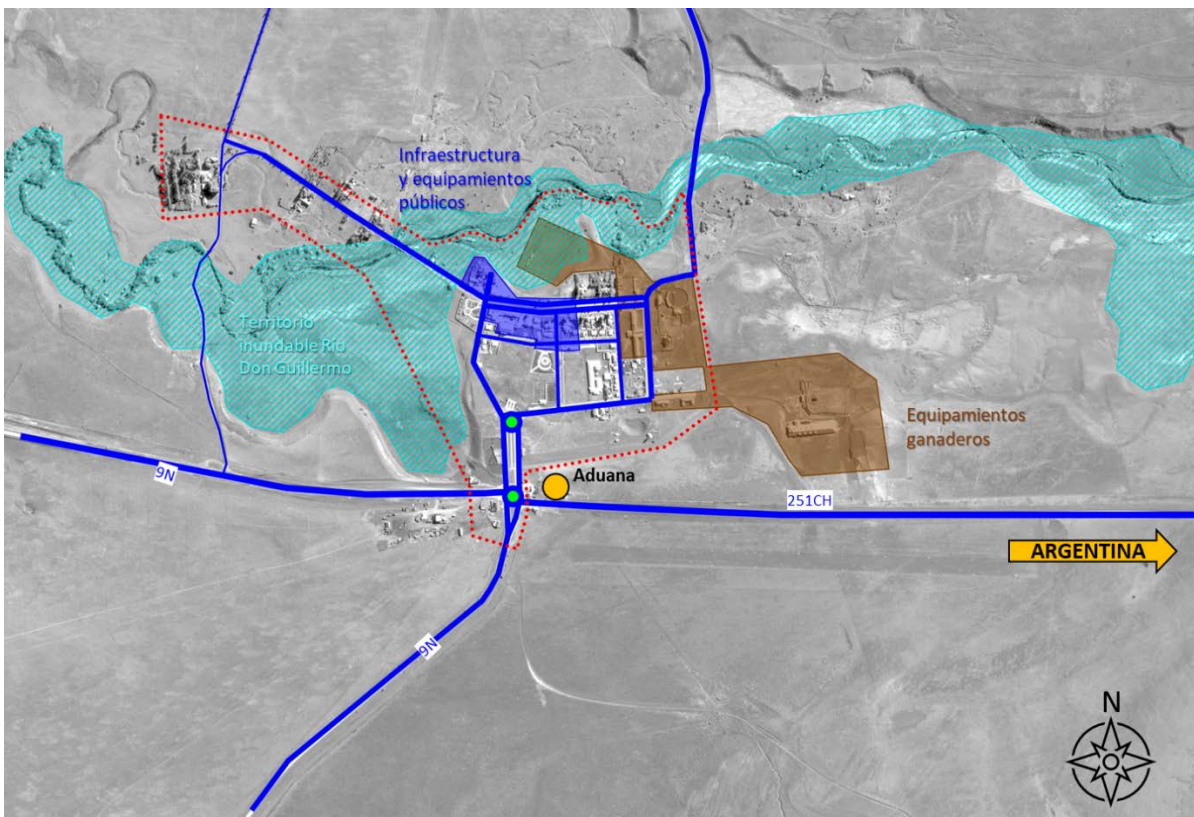 Infraestructura
y equipamientos
públicos
Territorio
inundable Río
Don Guillermo
Equipamientos
ganaderos
9N
Aduana
251CH
ARGENTINA
9N
N